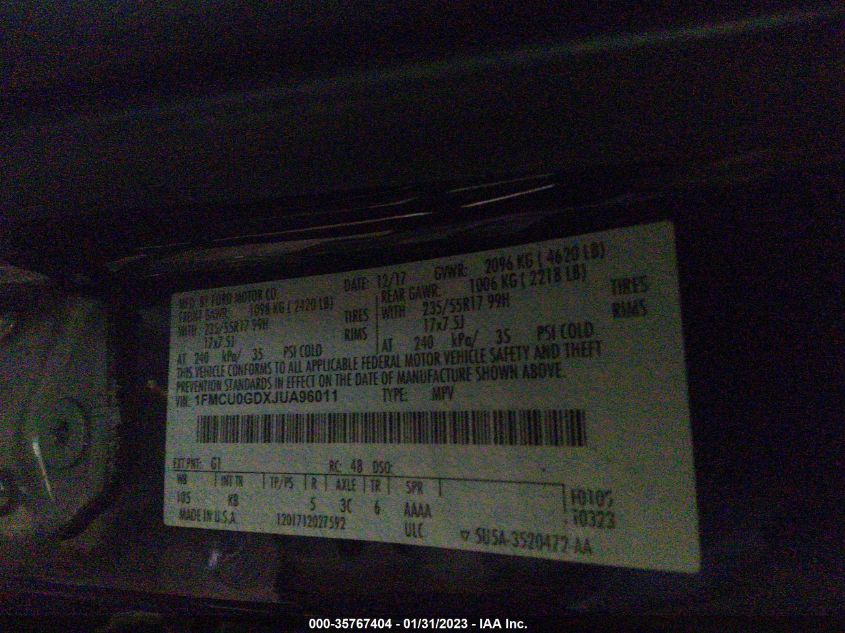 MFD. BY FORD MOTOR CO.
DATE: 12/17 GVWR: 2096 KG ( 4620 LB)
FRONT GAWR: 1098 KG ( 2420 LB)
REAR GAWR: 1006 KG ( 2218 LB)
WITH 235/55R17 99H TIRES
WITH 235/55R17 99H TIRES
17x7.5J RIMS
17x7.5J RIMS
AT 240 kPa/ 35 PSI COLD
AT 240 kPa/ 35 PSI COLD
THIS VEHICLE CONFORMS TO ALL APPLICABLE FEDERAL MOTOR VEHICLE SAFETY AND THEFT
PREVENTION STANDARDS IN EFFECT ON THE DATE OF MANUFACTURE SHOWN ABOVE.
VIN: 1FMCU0GDXJUA96011 TYPE: MPV
EXT PNT: G1 RC: 48 DSO:
WB INT TR TP/PS R AXLE TR SPR
105 KB 5 3C 6 AAAA
F0105
T0323
MADE IN U.S.A. 1201712027592 ULC
▽ SU5A-3520472-AA
000-35767404 - 01/31/2023 - IAA Inc.